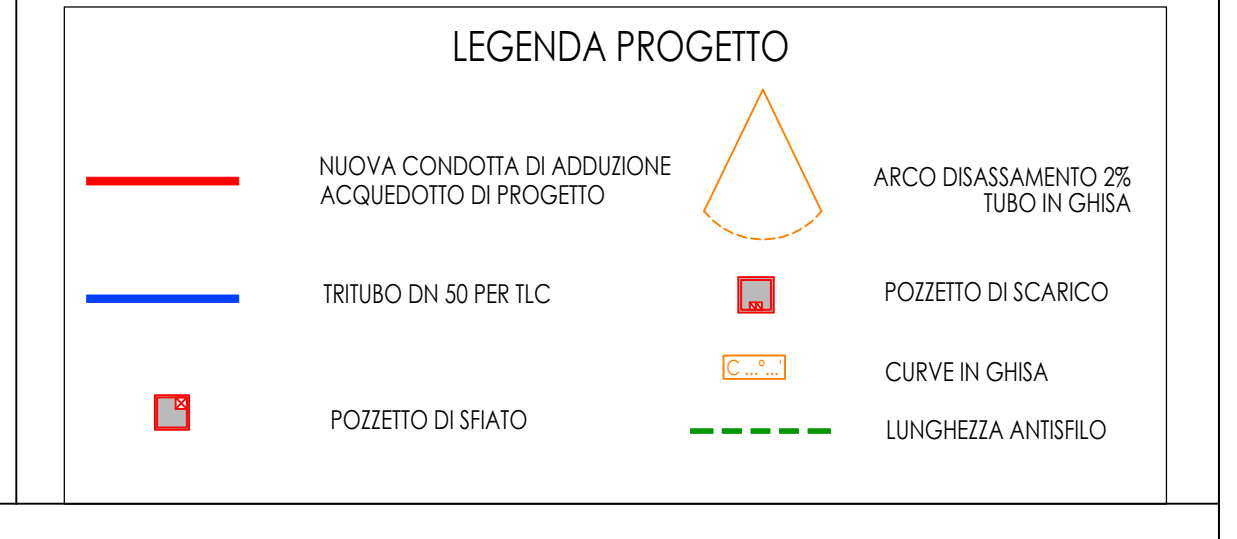 LEGENDA PROGETTO
NUOVA CONDOTTA DI ADDUZIONE
ACQUEDOTTO DI PROGETTO
ARCO DISASSAMENTO 2%
TUBO IN GHISA
TRITUBO DN 50 PER TLC
POZZETTO DI SCARICO
C ...°...'
CURVE IN GHISA
POZZETTO DI SFIATO
LUNGHEZZA ANTISFILO